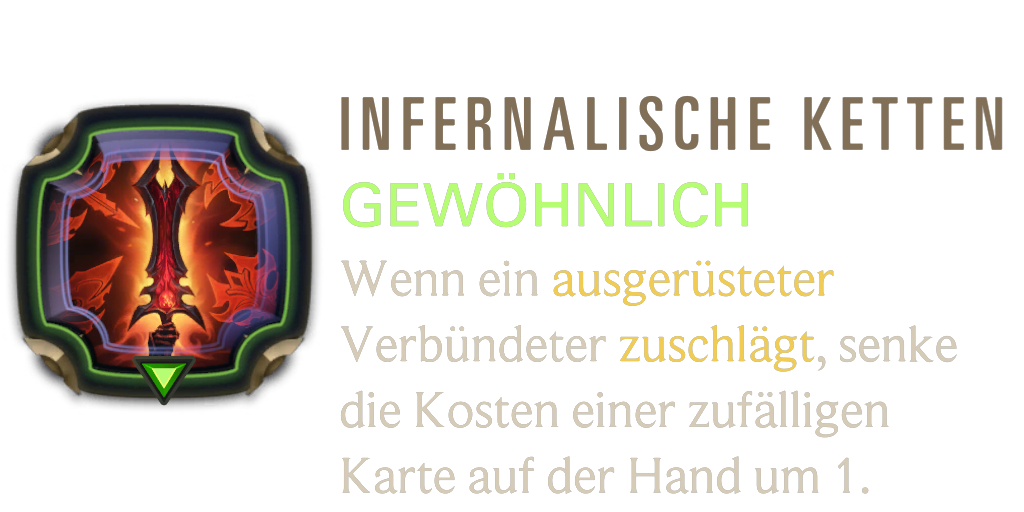 INFERNALISCHE KETTEN
GEWÖHNLICH
Wenn ein ausgerüsteter
Verbündeter zuschlägt, senke
die Kosten einer zufälligen
Karte auf der Hand um 1.